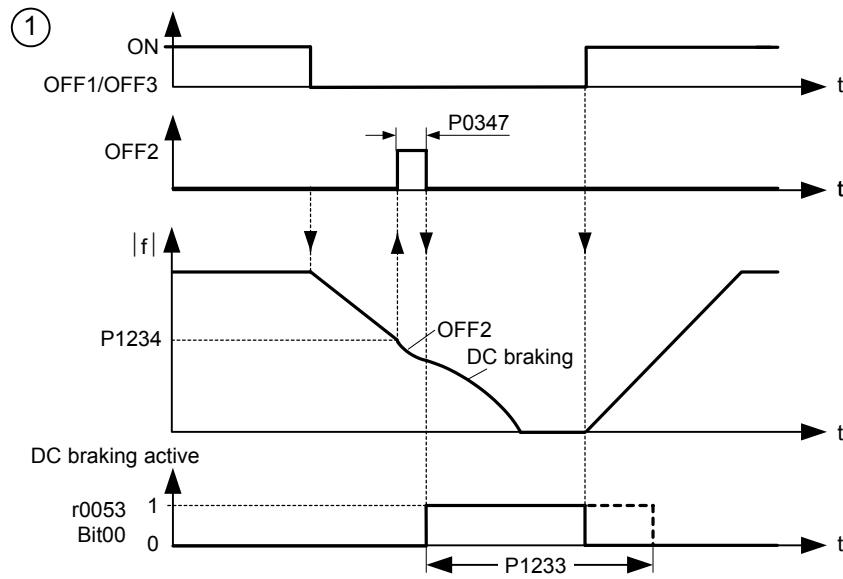 1
ON
OFF1/OFF3
t
P0347
OFF2
t
|f|
P1234
OFF2
DC braking
t
DC braking active
r0053
Bit00
1
0
t
P1233